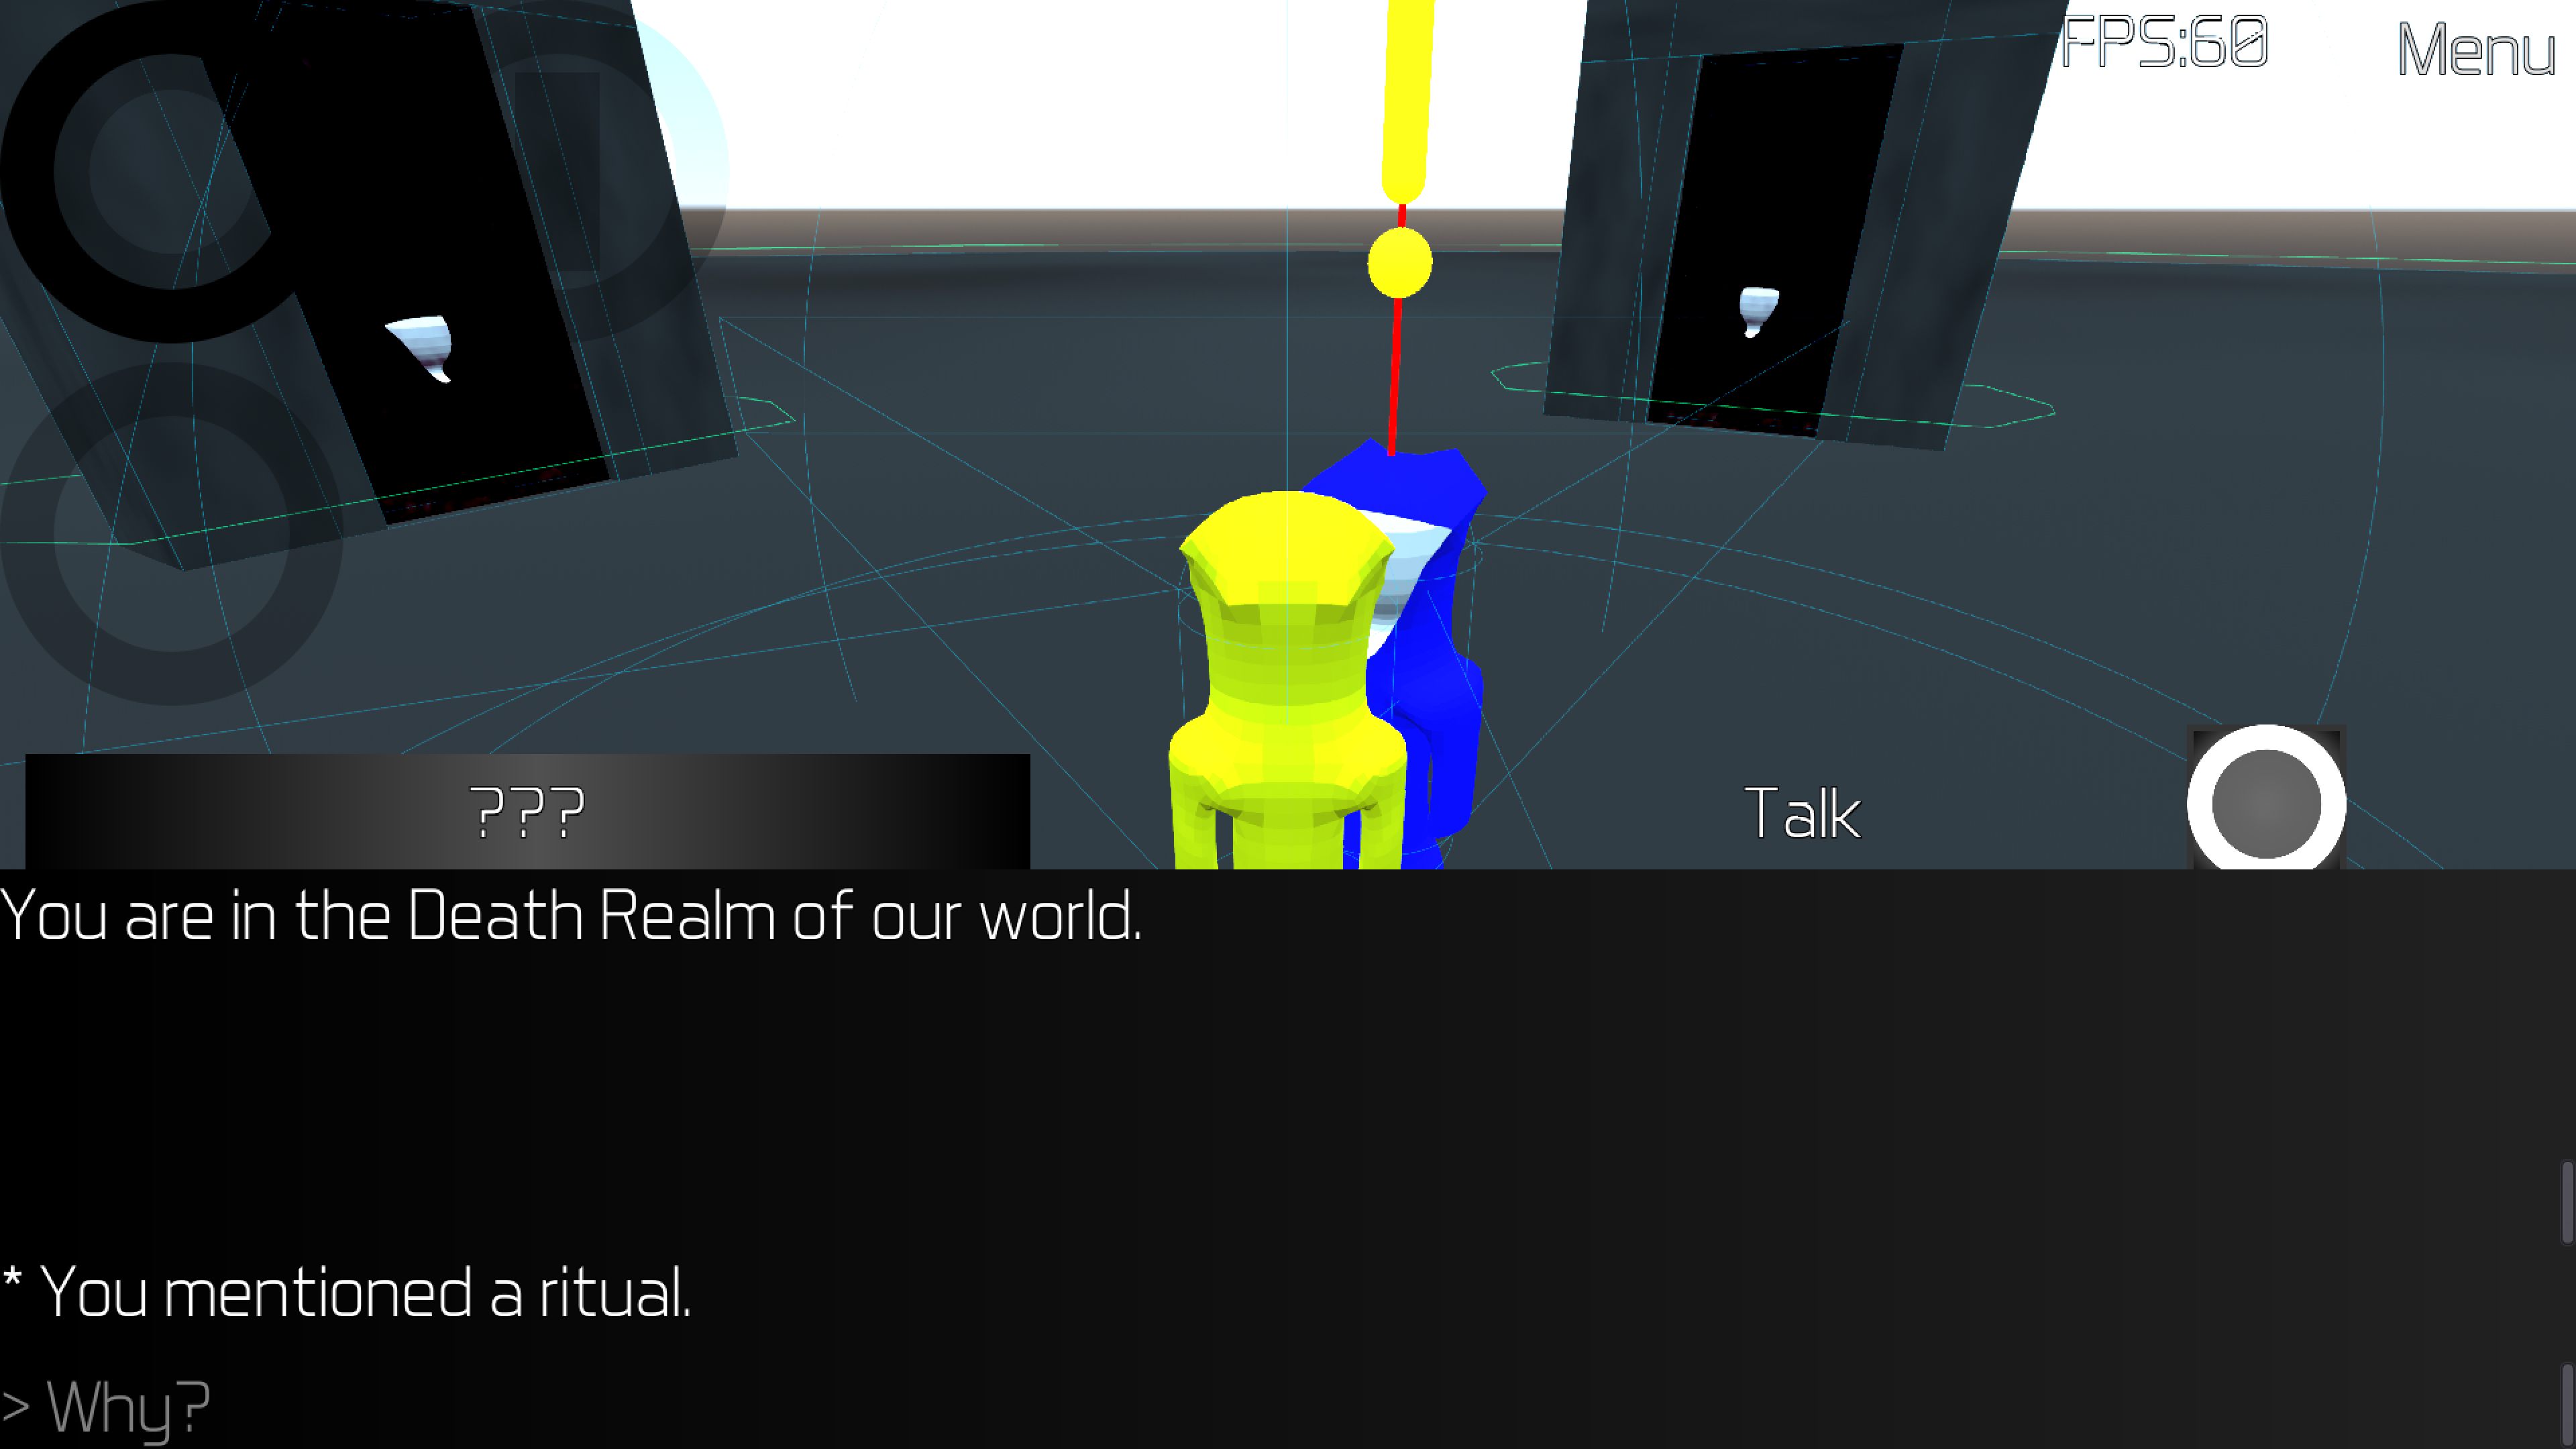 FPS:60
Menu
???
Talk
You are in the Death Realm of our world.
* You mentioned a ritual.
> Why?